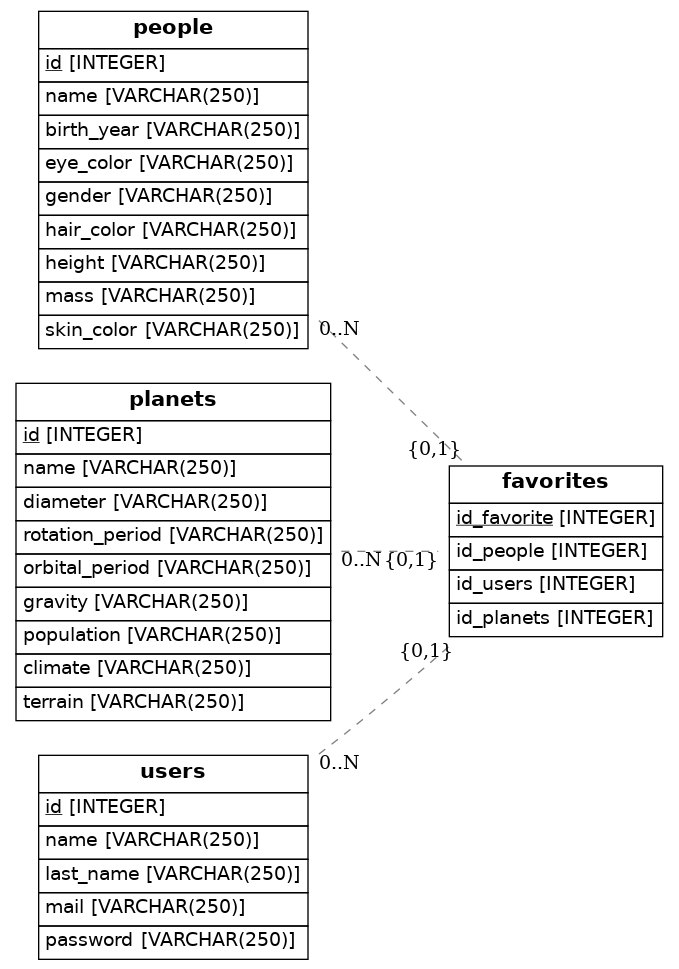 people
id [INTEGER]
name [VARCHAR(250)]
birth_year [VARCHAR(250)]
eye_color [VARCHAR(250)]
gender [VARCHAR(250)]
hair_color [VARCHAR(250)]
height [VARCHAR(250)]
mass [VARCHAR(250)]
skin_color [VARCHAR(250)]
0..N
{0,1}
planets
id [INTEGER]
name [VARCHAR(250)]
diameter [VARCHAR(250)]
rotation_period [VARCHAR(250)]
orbital_period [VARCHAR(250)]
gravity [VARCHAR(250)]
population [VARCHAR(250)]
climate [VARCHAR(250)]
terrain [VARCHAR(250)]
0..N {0,1}
favorites
id_favorite [INTEGER]
id_people [INTEGER]
id_users [INTEGER]
id_planets [INTEGER]
{0,1}
0..N
users
id [INTEGER]
name [VARCHAR(250)]
last_name [VARCHAR(250)]
mail [VARCHAR(250)]
password [VARCHAR(250)]